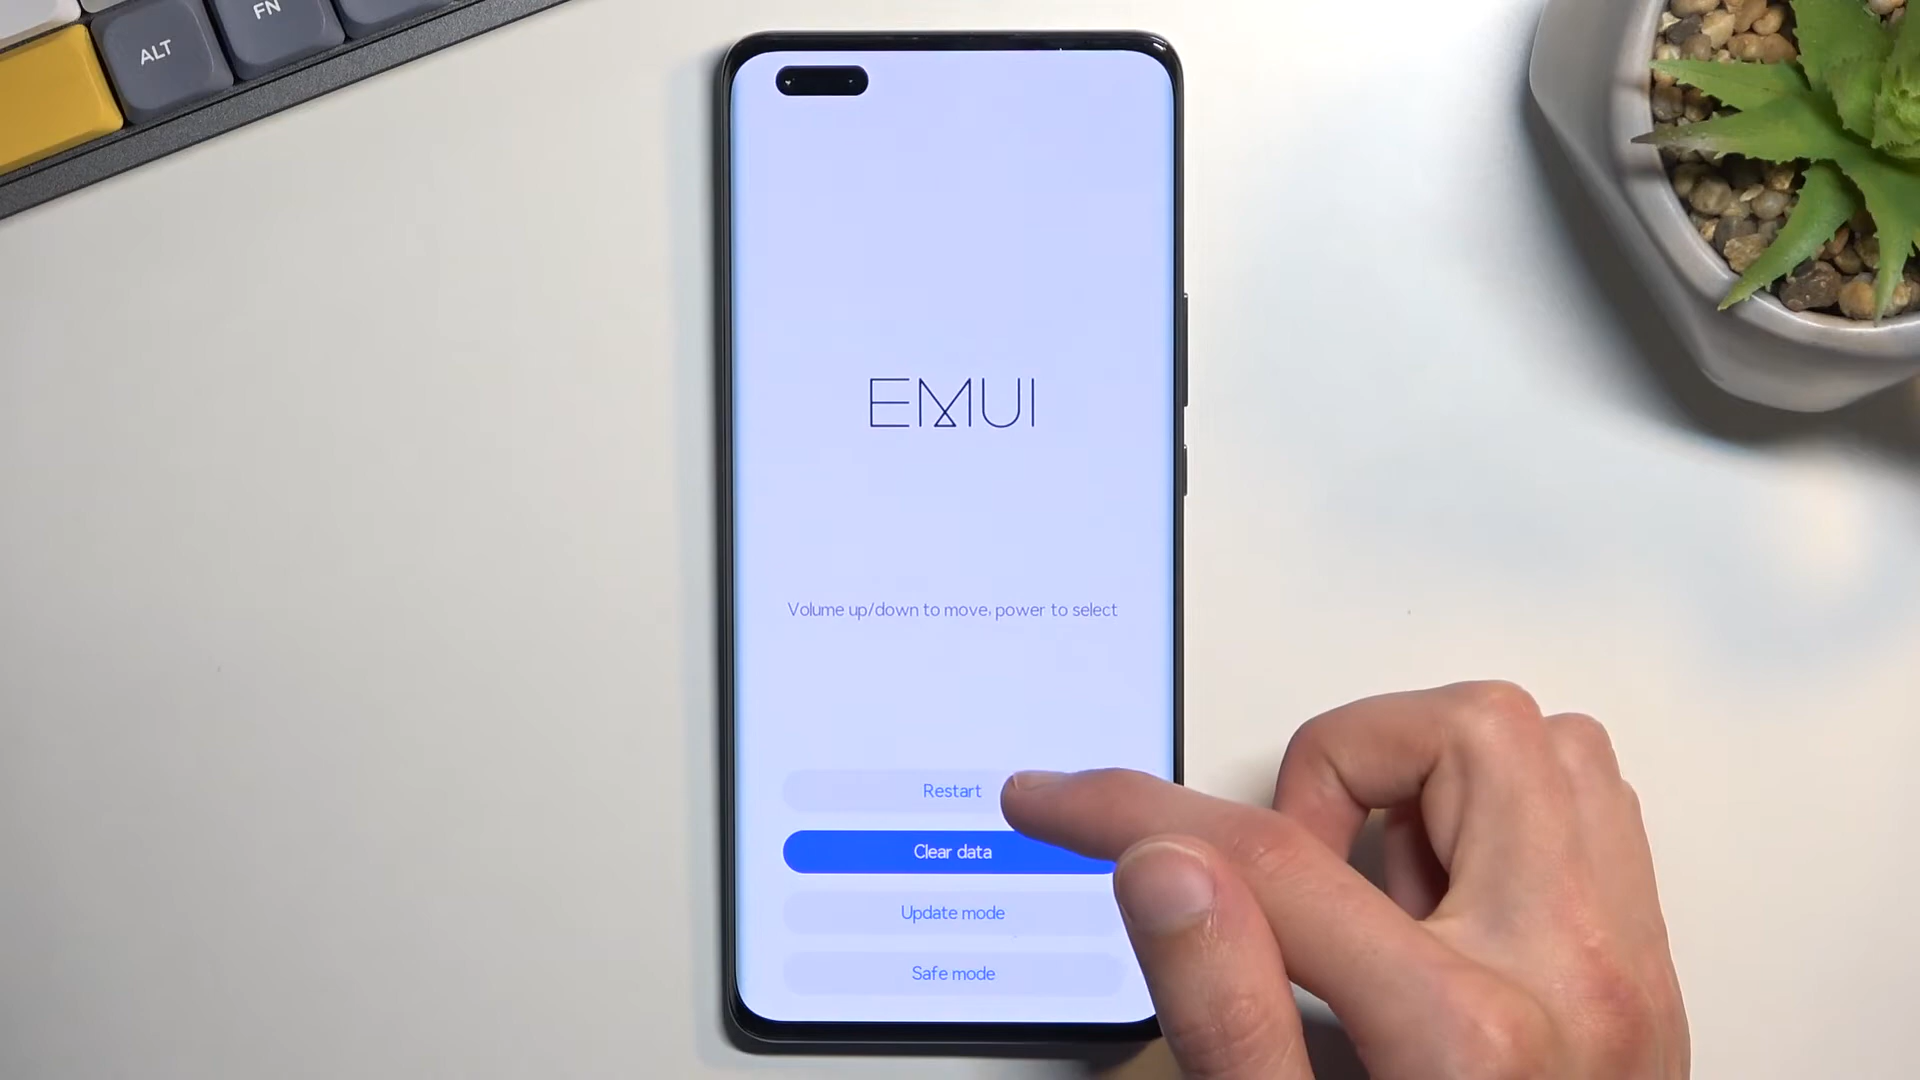 ALT
FN
EMUI
Volume up/down to move, power to select
Restart
Clear data
Update mode
Safe mode